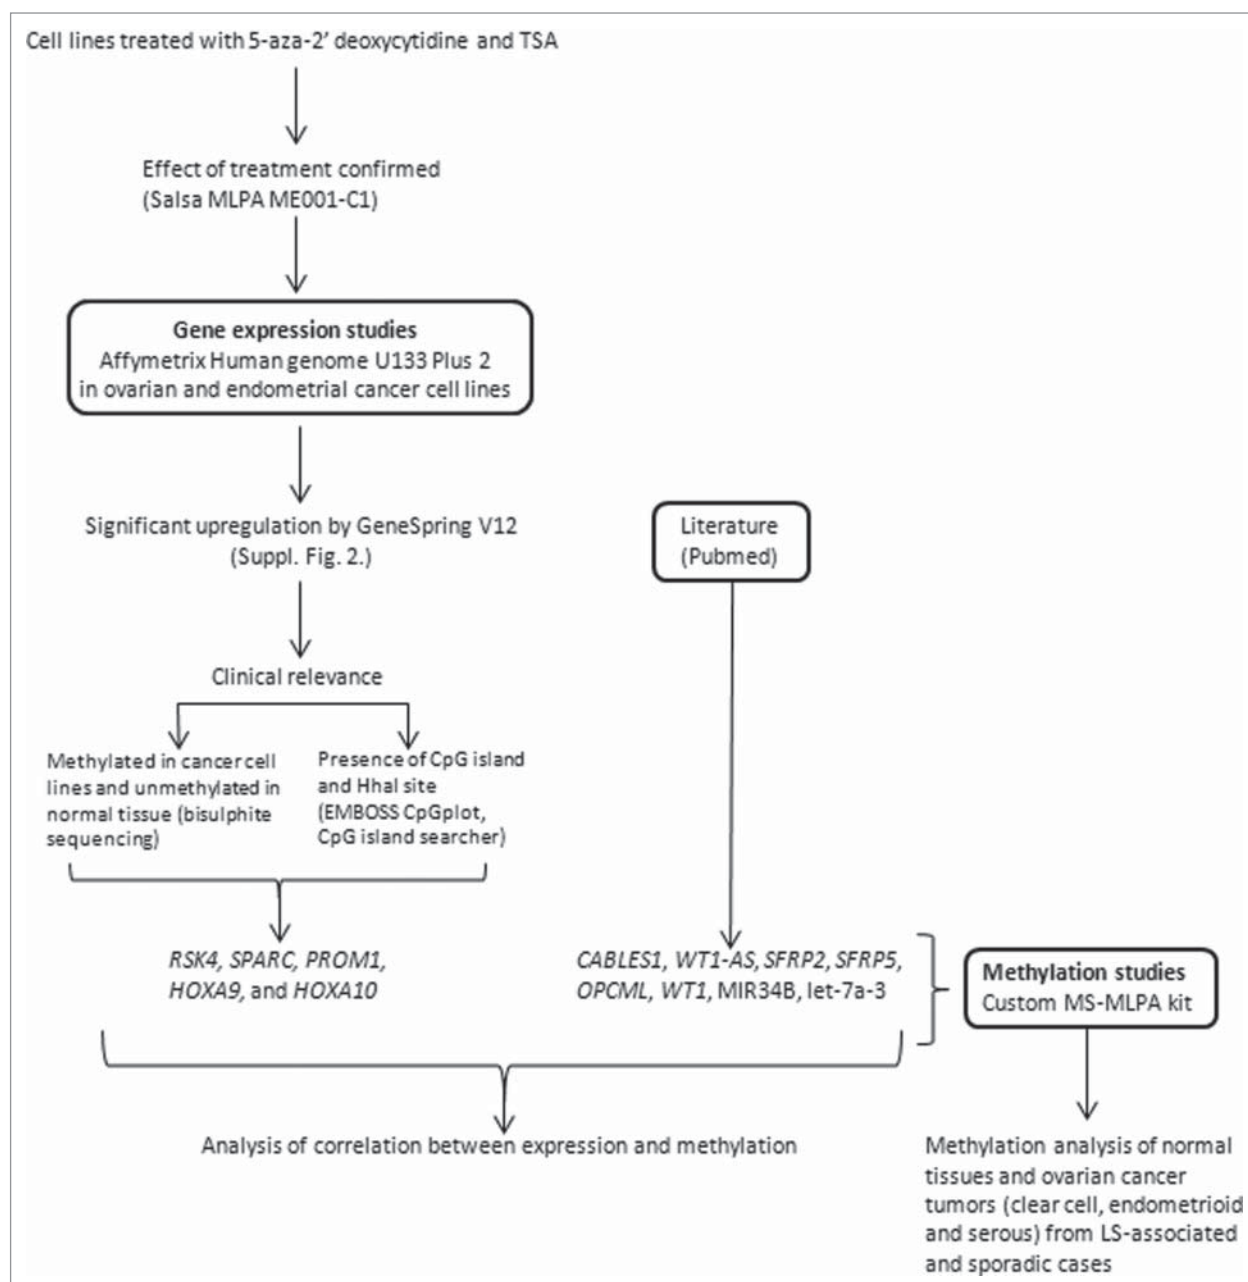 Cell lines treated with 5-aza-2' deoxycytidine and TSA
Effect of treatment confirmed
(Salsa MLPA ME001-C1)
Gene expression studies
Affymetrix Human genome U133 Plus 2
in ovarian and endometrial cancer cell lines
Significant upregulation by GeneSpring V12
(Suppl. Fig. 2.)
Literature
(Pubmed)
Clinical relevance
Methylated in cancer cell
lines and unmethylated in
normal tissue (bisulphite
sequencing)
Presence of CpG island
and HhaI site
(EMBOSS CpGplot,
CpG island searcher)
RSK4, SPARC, PROM1,
HOXA9, and HOXA10
CABLES1, WT1-AS, SFRP2, SFRP5,
OPCML, WT1, MIR34B, let-7a-3
Methylation studies
Custom MS-MLPA kit
Analysis of correlation between expression and methylation
Methylation analysis of normal
tissues and ovarian cancer
tumors (clear cell, endometrioid
and serous) from LS-associated
and sporadic cases